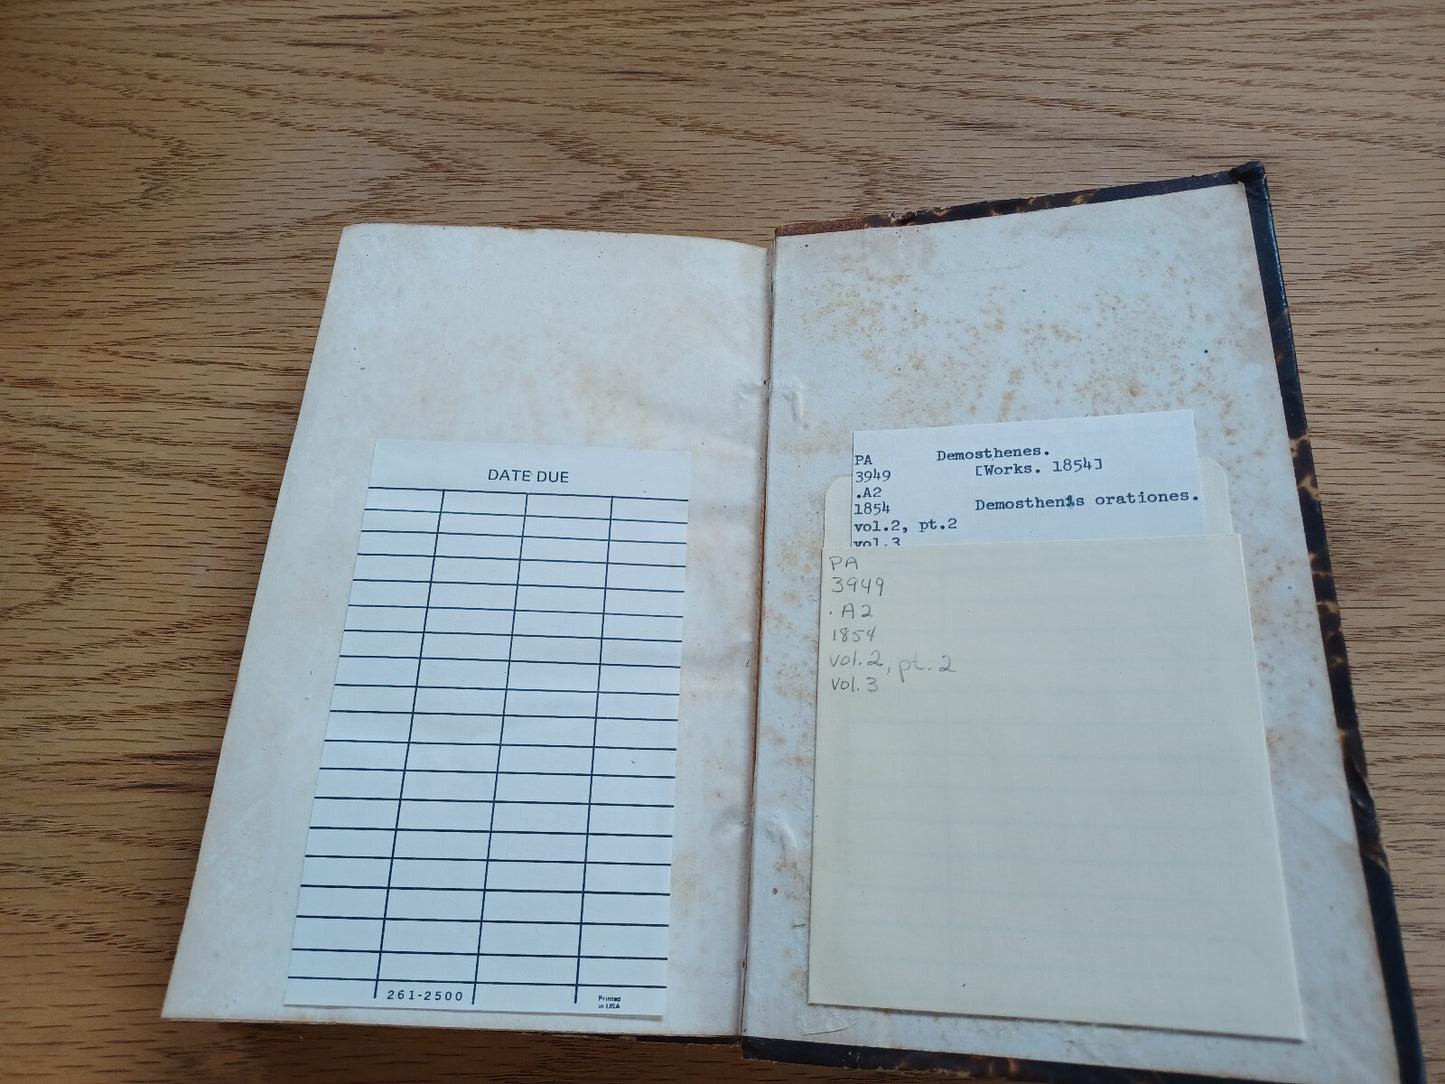 DATE DUE
261-2500
Printed
in USA
PA Demosthenes.
3949 [Works. 1854]
.A2
1854 Demosthenis orationes.
vol.2, pt.2
vol.3
PA
3949
.A2
1854
vol.2, pt.2
vol.3